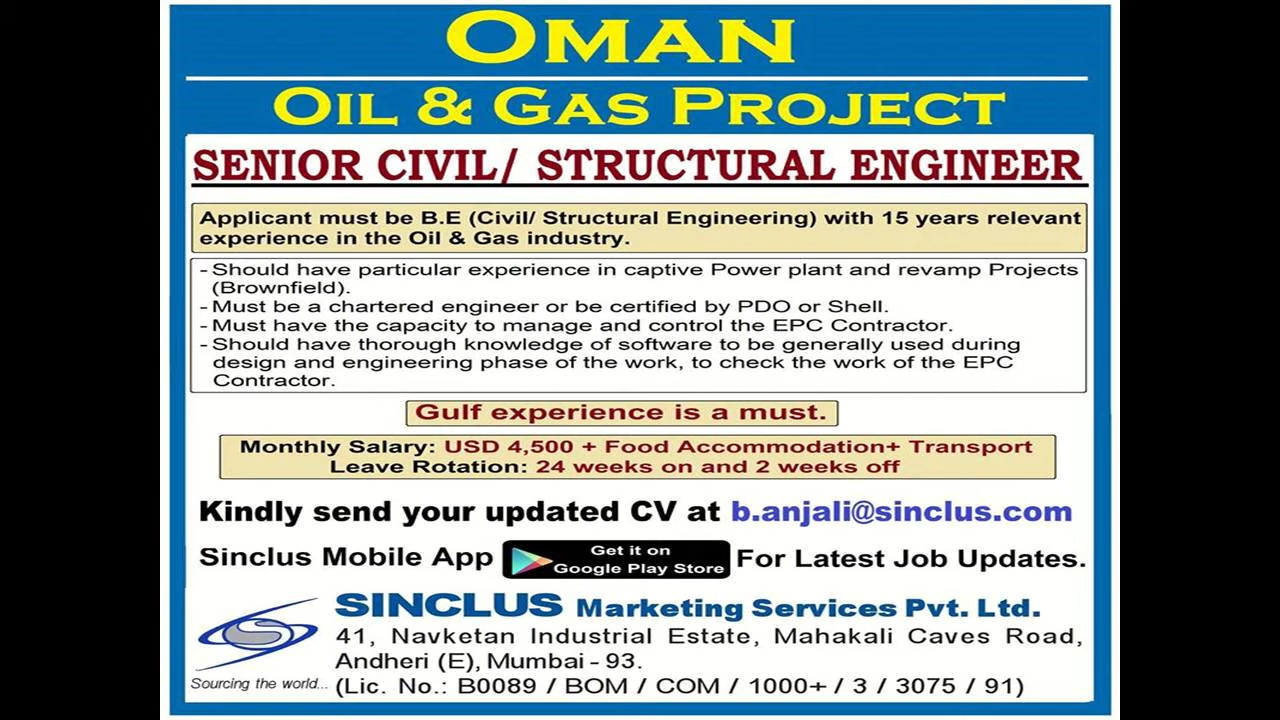 OMAN
OIL & GAS PROJECT
SENIOR CIVIL/ STRUCTURAL ENGINEER
Applicant must be B.E (Civil/ Structural Engineering) with 15 years relevant
experience in the Oil & Gas industry.
- Should have particular experience in captive Power plant and revamp Projects
(Brownfield).
- Must be a chartered engineer or be certified by PDO or Shell.
- Must have the capacity to manage and control the EPC Contractor.
- Should have thorough knowledge of software to be generally used during
design and engineering phase of the work, to check the work of the EPC
Contractor.
Gulf experience is a must.
Monthly Salary: USD 4,500 + Food Accommodation+ Transport
Leave Rotation: 24 weeks on and 2 weeks off
Kindly send your updated CV at b.anjali@sinclus.com
Sinclus Mobile App Get it on Google Play Store For Latest Job Updates.
SINCLUS Marketing Services Pvt. Ltd.
41, Navketan Industrial Estate, Mahakali Caves Road,
Andheri (E), Mumbai - 93.
Sourcing the world... (Lic. No.: B0089 / BOM / COM / 1000+ / 3 / 3075 / 91)